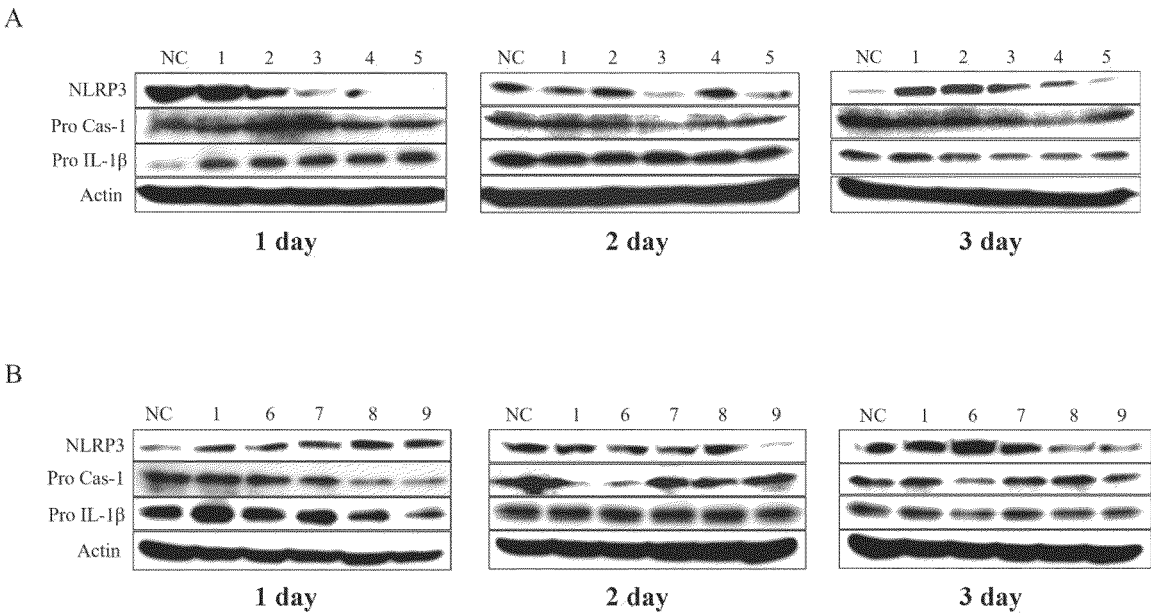 A
NC 1 2 3 4 5 NC 1 2 3 4 5 NC 1 2 3 4 5
NLRP3
Pro Cas-1
Pro IL-1β
Actin
1 day 2 day 3 day
B
NC 1 6 7 8 9 NC 1 6 7 8 9 NC 1 6 7 8 9
NLRP3
Pro Cas-1
Pro IL-1β
Actin
1 day 2 day 3 day